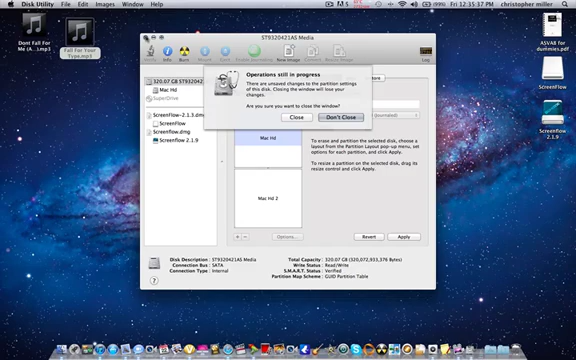 Disk Utility File Edit Images Window Help
(99%) Fri 12:35:37 PM christopher miller
ST9320421AS Media
Info Burn New Image
Log
Operations still in progress
There are unsaved changes to the partition settings
of this disk. Closing the window will lose your
changes.
Are you sure you want to close the window?
Close Don't Close
320.07 GB ST9320421
Mac Hd
SuperDrive
ScreenFlow-2.1.3.dmg
ScreenFlow
Screenflow.dmg
Screenflow 2.1.9
Mac Hd
Mac Hd 2
To erase and partition the selected disk, choose a
layout from the Partition Layout pop-up menu, set
options for each partition, and click Apply.
To resize a partition on the selected disk, drag its
resize control and click Apply.
+ −
Options...
Revert Apply
Disk Description : ST9320421AS Media
Connection Bus : SATA
Connection Type : Internal
Total Capacity : 320.07 GB (320,072,933,376 Bytes)
Write Status : Read/Write
S.M.A.R.T. Status : Verified
Partition Map Scheme : GUID Partition Table
?
Dont Fall For
Me (A...).mp3
Fall For Your
Type.mp3
ASVAB for
dummies.pdf
ScreenFlow
Screenflow
2.1.9